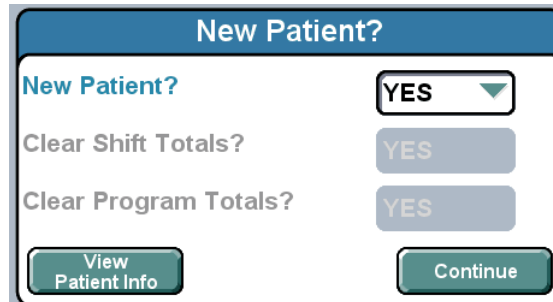 New Patient?
New Patient? YES
Clear Shift Totals? YES
Clear Program Totals? YES
View
Patient Info
Continue